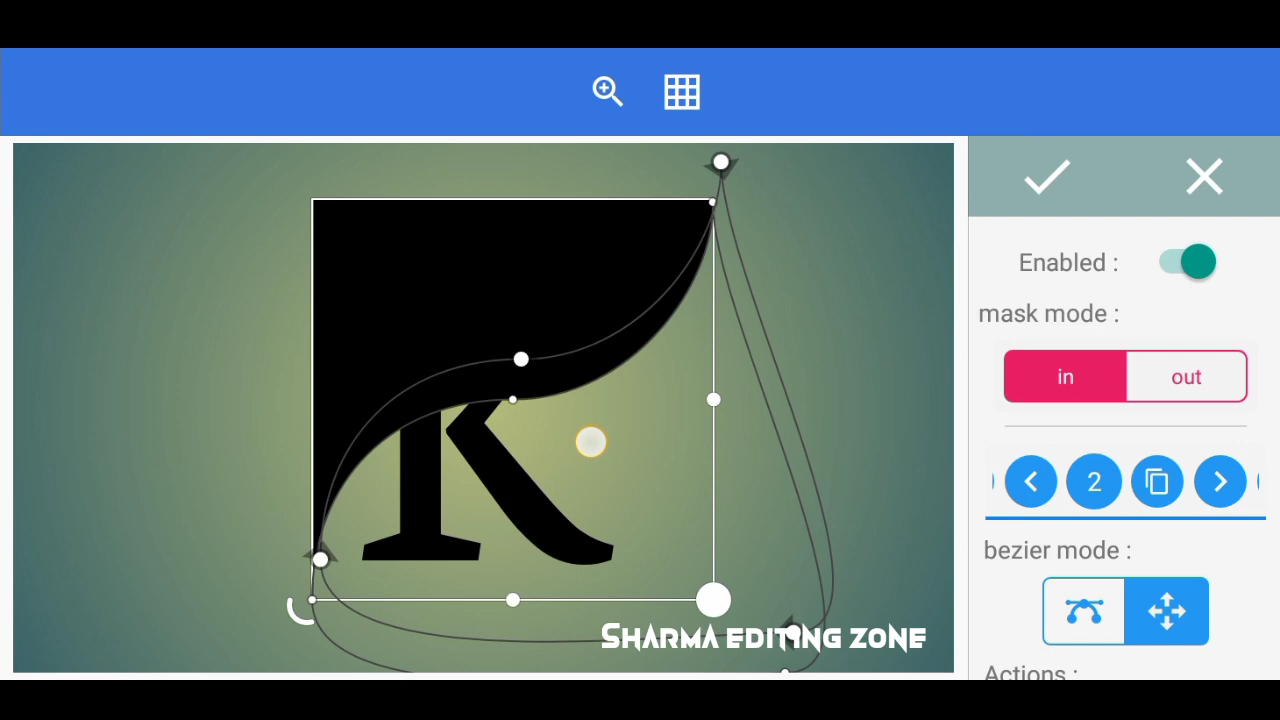 Enabled :
mask mode :
in out
2
bezier mode :
K
SHARMA EDITING ZONE
Actions :